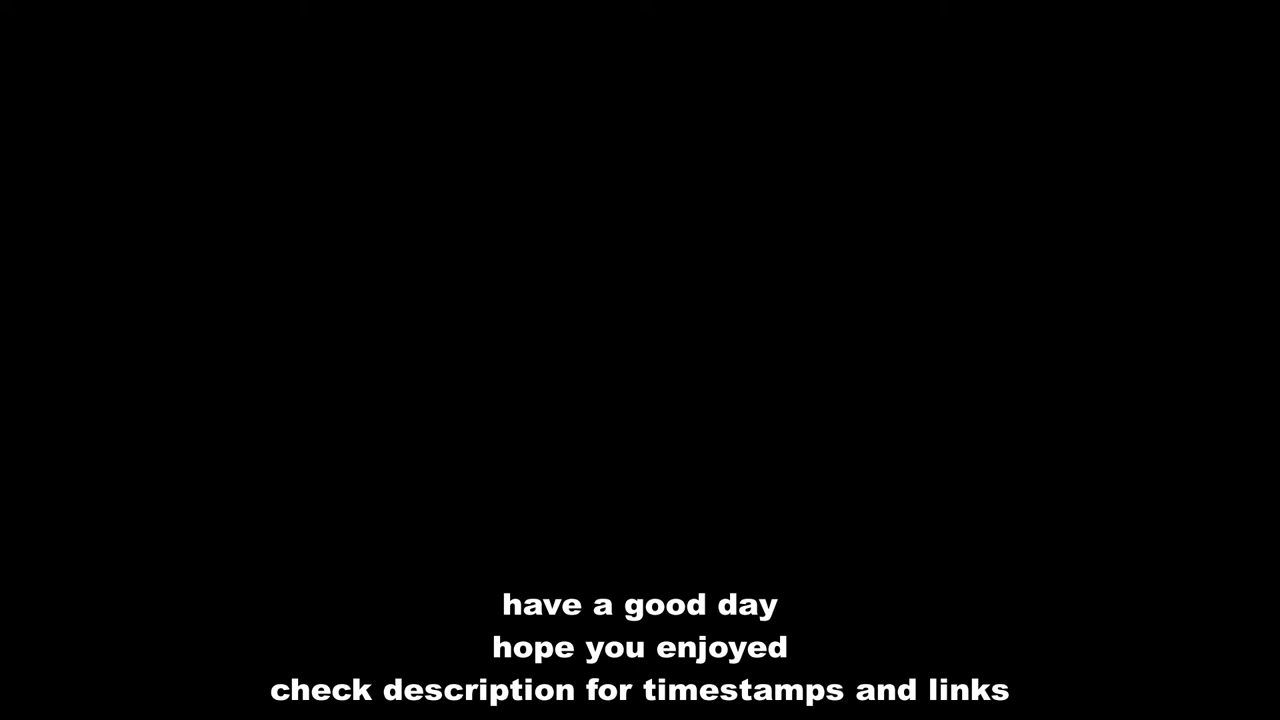 have a good day
hope you enjoyed
check description for timestamps and links